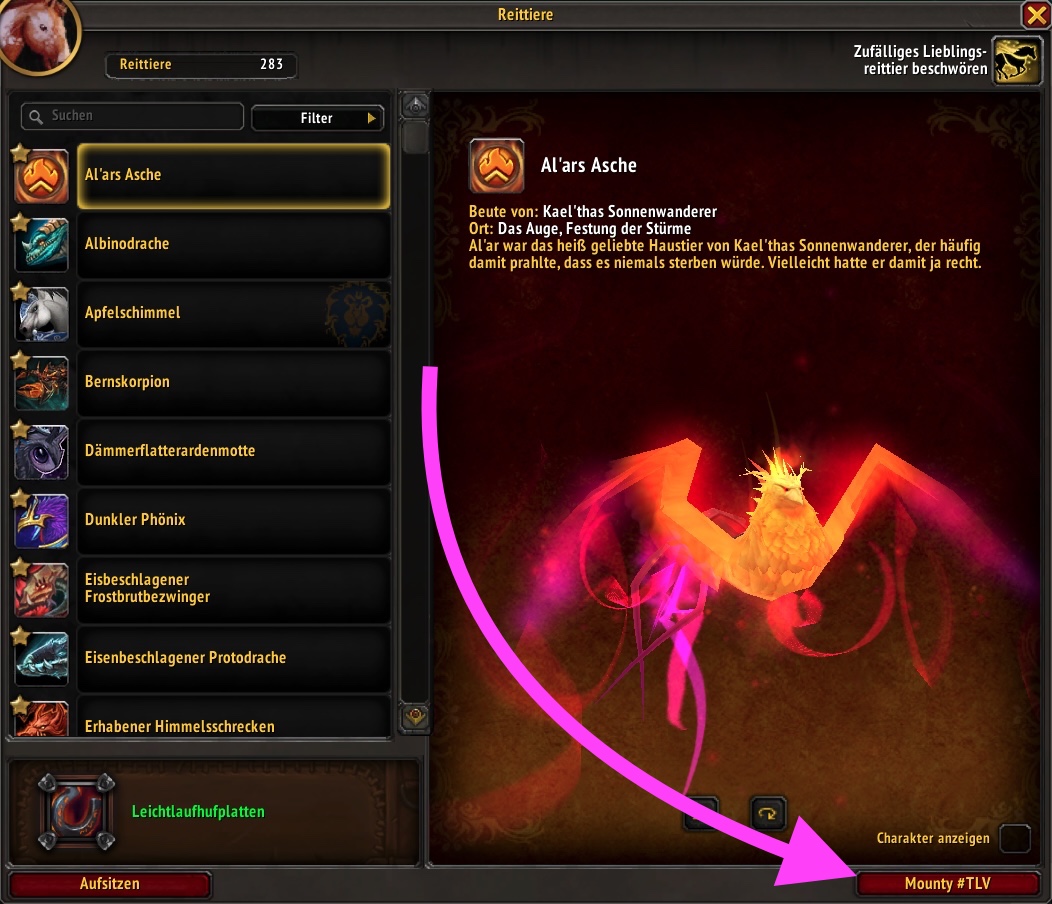 Reittiere
Reittiere 283
Zufälliges Lieblings-
reittier beschwören
Suchen
Filter
Al'ars Asche
Albinodrache
Apfelschimmel
Bernskorpion
Dämmerflatterardenmotte
Dunkler Phönix
Eisbeschlagener
Frostbrutbezwinger
Eisenbeschlagener Protodrache
Erhabener Himmelsschrecken
Leichtlaufhufplatten
Aufsitzen
Al'ars Asche
Beute von: Kael'thas Sonnenwanderer
Ort: Das Auge, Festung der Stürme
Al'ar war das heiß geliebte Haustier von Kael'thas Sonnenwanderer, der häufig
damit prahlte, dass es niemals sterben würde. Vielleicht hatte er damit ja recht.
Charakter anzeigen
Mounty #TLV